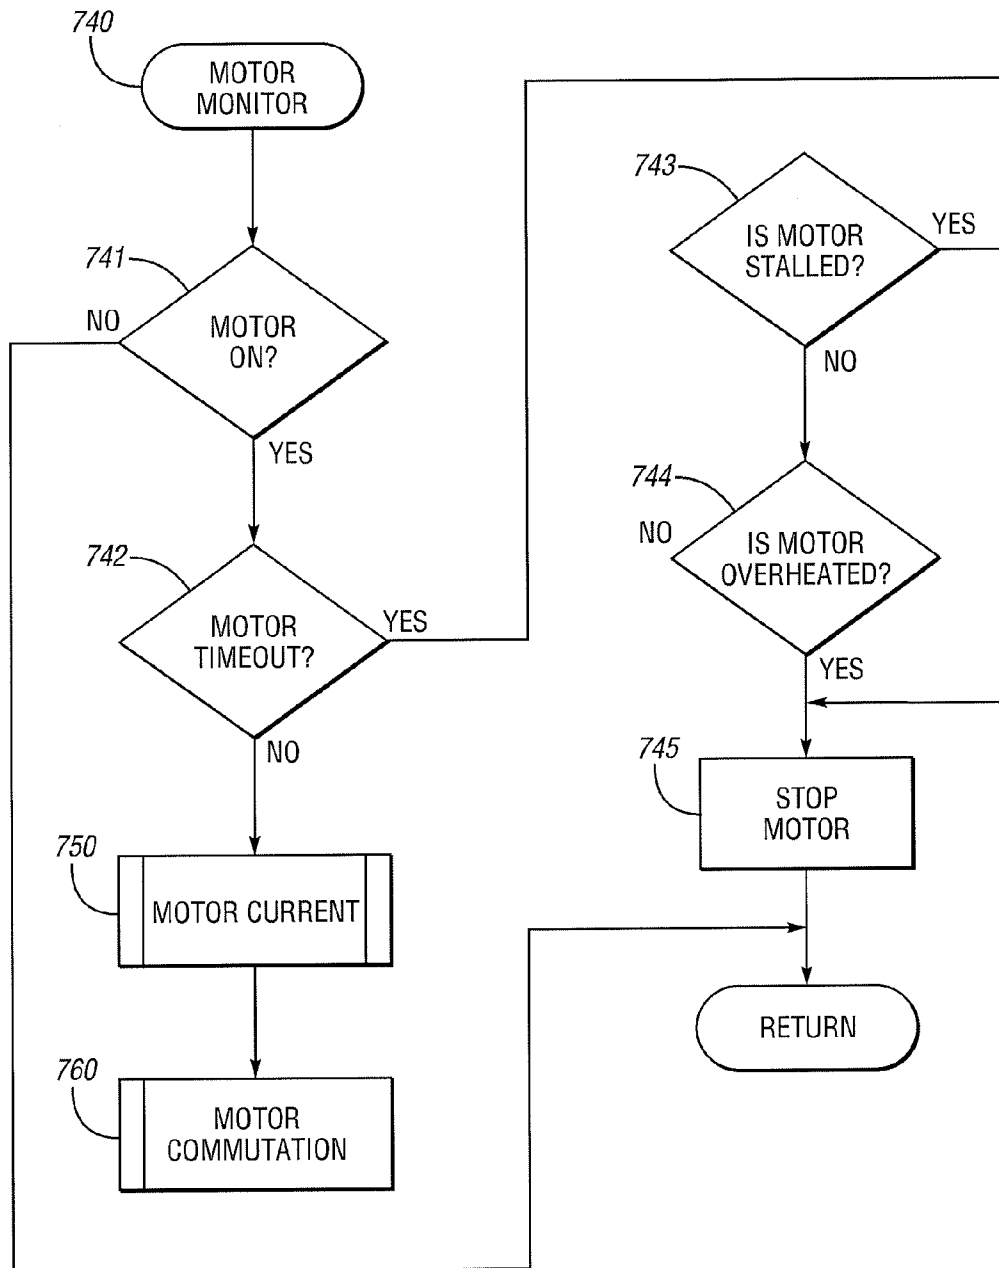 740
MOTOR
MONITOR
741
NO
MOTOR
ON?
YES
742
MOTOR
TIMEOUT?
YES
NO
750
MOTOR CURRENT
760
MOTOR
COMMUTATION
743
IS MOTOR
STALLED?
YES
NO
744
NO
IS MOTOR
OVERHEATED?
YES
745
STOP
MOTOR
RETURN